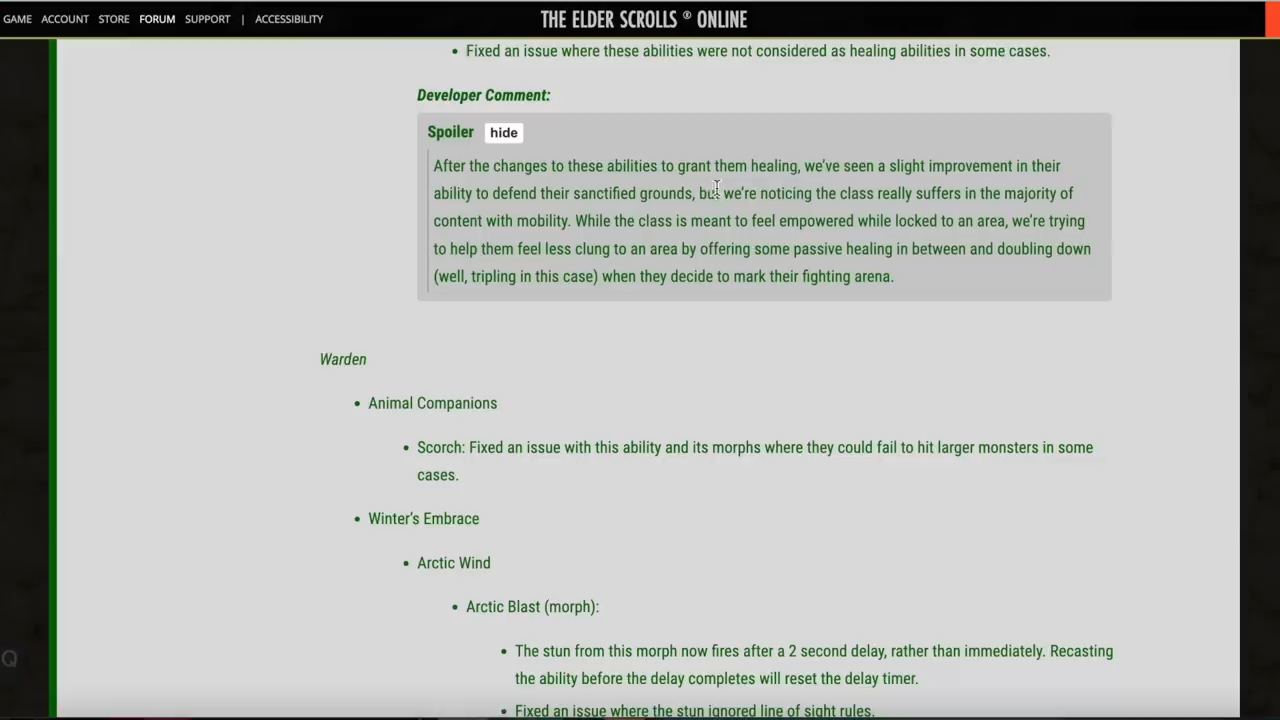 GAME ACCOUNT STORE FORUM SUPPORT | ACCESSIBILITY
THE ELDER SCROLLS ® ONLINE
• Fixed an issue where these abilities were not considered as healing abilities in some cases.
Developer Comment:
Spoiler hide
After the changes to these abilities to grant them healing, we've seen a slight improvement in their
ability to defend their sanctified grounds, but we're noticing the class really suffers in the majority of
content with mobility. While the class is meant to feel empowered while locked to an area, we're trying
to help them feel less clung to an area by offering some passive healing in between and doubling down
(well, tripling in this case) when they decide to mark their fighting arena.
Warden
• Animal Companions
• Scorch: Fixed an issue with this ability and its morphs where they could fail to hit larger monsters in some
cases.
• Winter's Embrace
• Arctic Wind
• Arctic Blast (morph):
• The stun from this morph now fires after a 2 second delay, rather than immediately. Recasting
the ability before the delay completes will reset the delay timer.
• Fixed an issue where the stun ignored line of sight rules.
Q